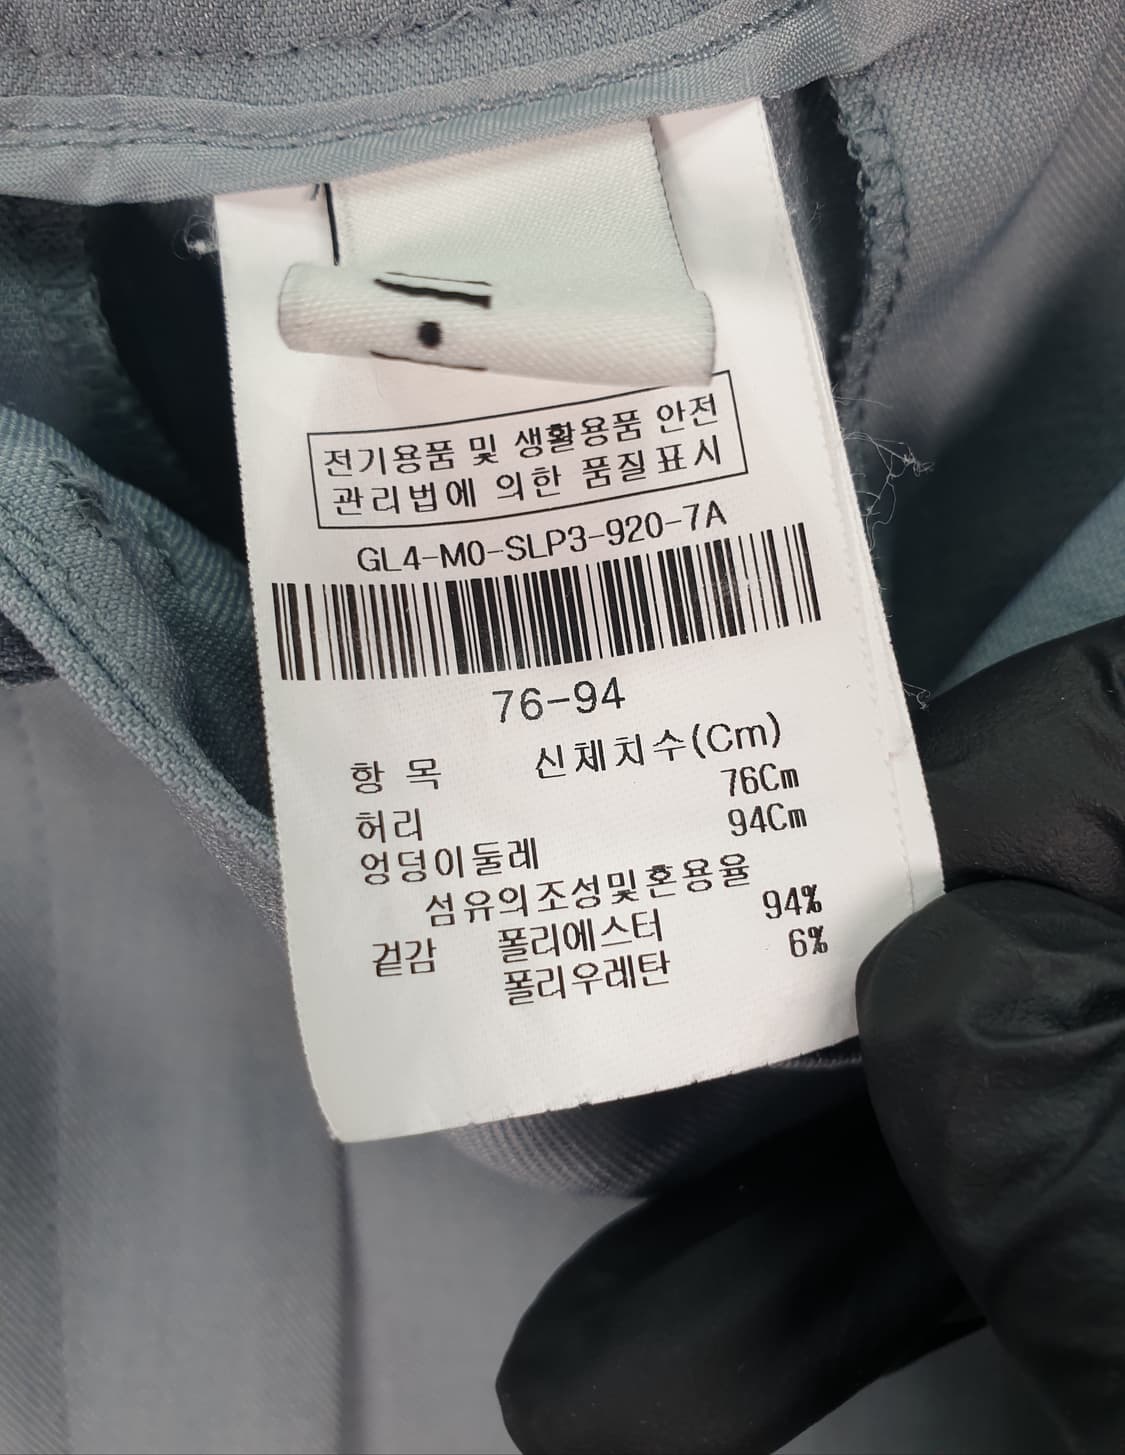 전기용품 및 생활용품 안전
관리법에 의한 품질표시
GL4-M0-SLP3-920-7A
76-94
항 목 신체치수(Cm)
허리 76Cm
엉덩이둘레 94Cm
섬유의조성및혼용율
겉감 폴리에스터 94%
폴리우레탄 6%